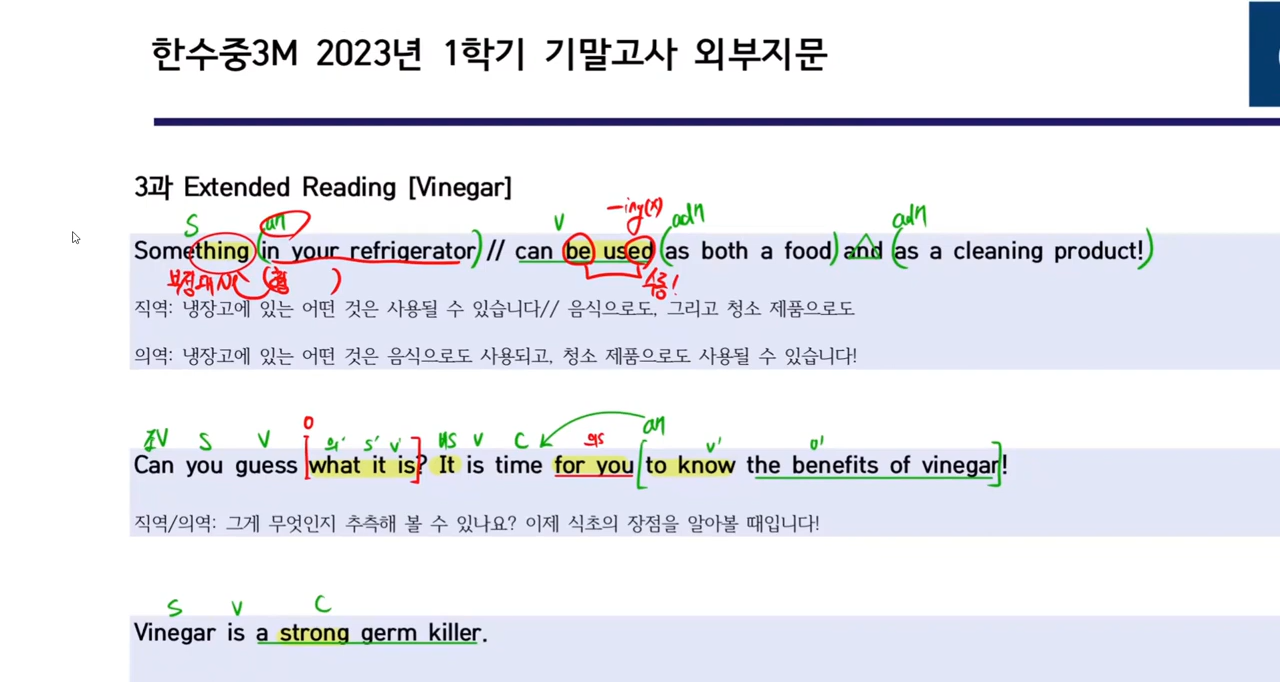 한수중3M 2023년 1학기 기말고사 외부지문
3과 Extended Reading [Vinegar]
-ing(x)
S V
Something (in your refrigerator) // can be used (as both a food) and (as a cleaning product!)
( )
직역: 냉장고에 있는 어떤 것은 사용될 수 있습니다// 음식으로도, 그리고 청소 제품으로도
의역: 냉장고에 있는 어떤 것은 음식으로도 사용되고, 청소 제품으로도 사용될 수 있습니다!
O
조V S V 의' S' V' V C 의S V' O'
Can you guess [what it is]? It is time for you [to know the benefits of vinegar]!
직역/의역: 그게 무엇인지 추측해 볼 수 있나요? 이제 식초의 장점을 알아볼 때입니다!
S V C
Vinegar is a strong germ killer.